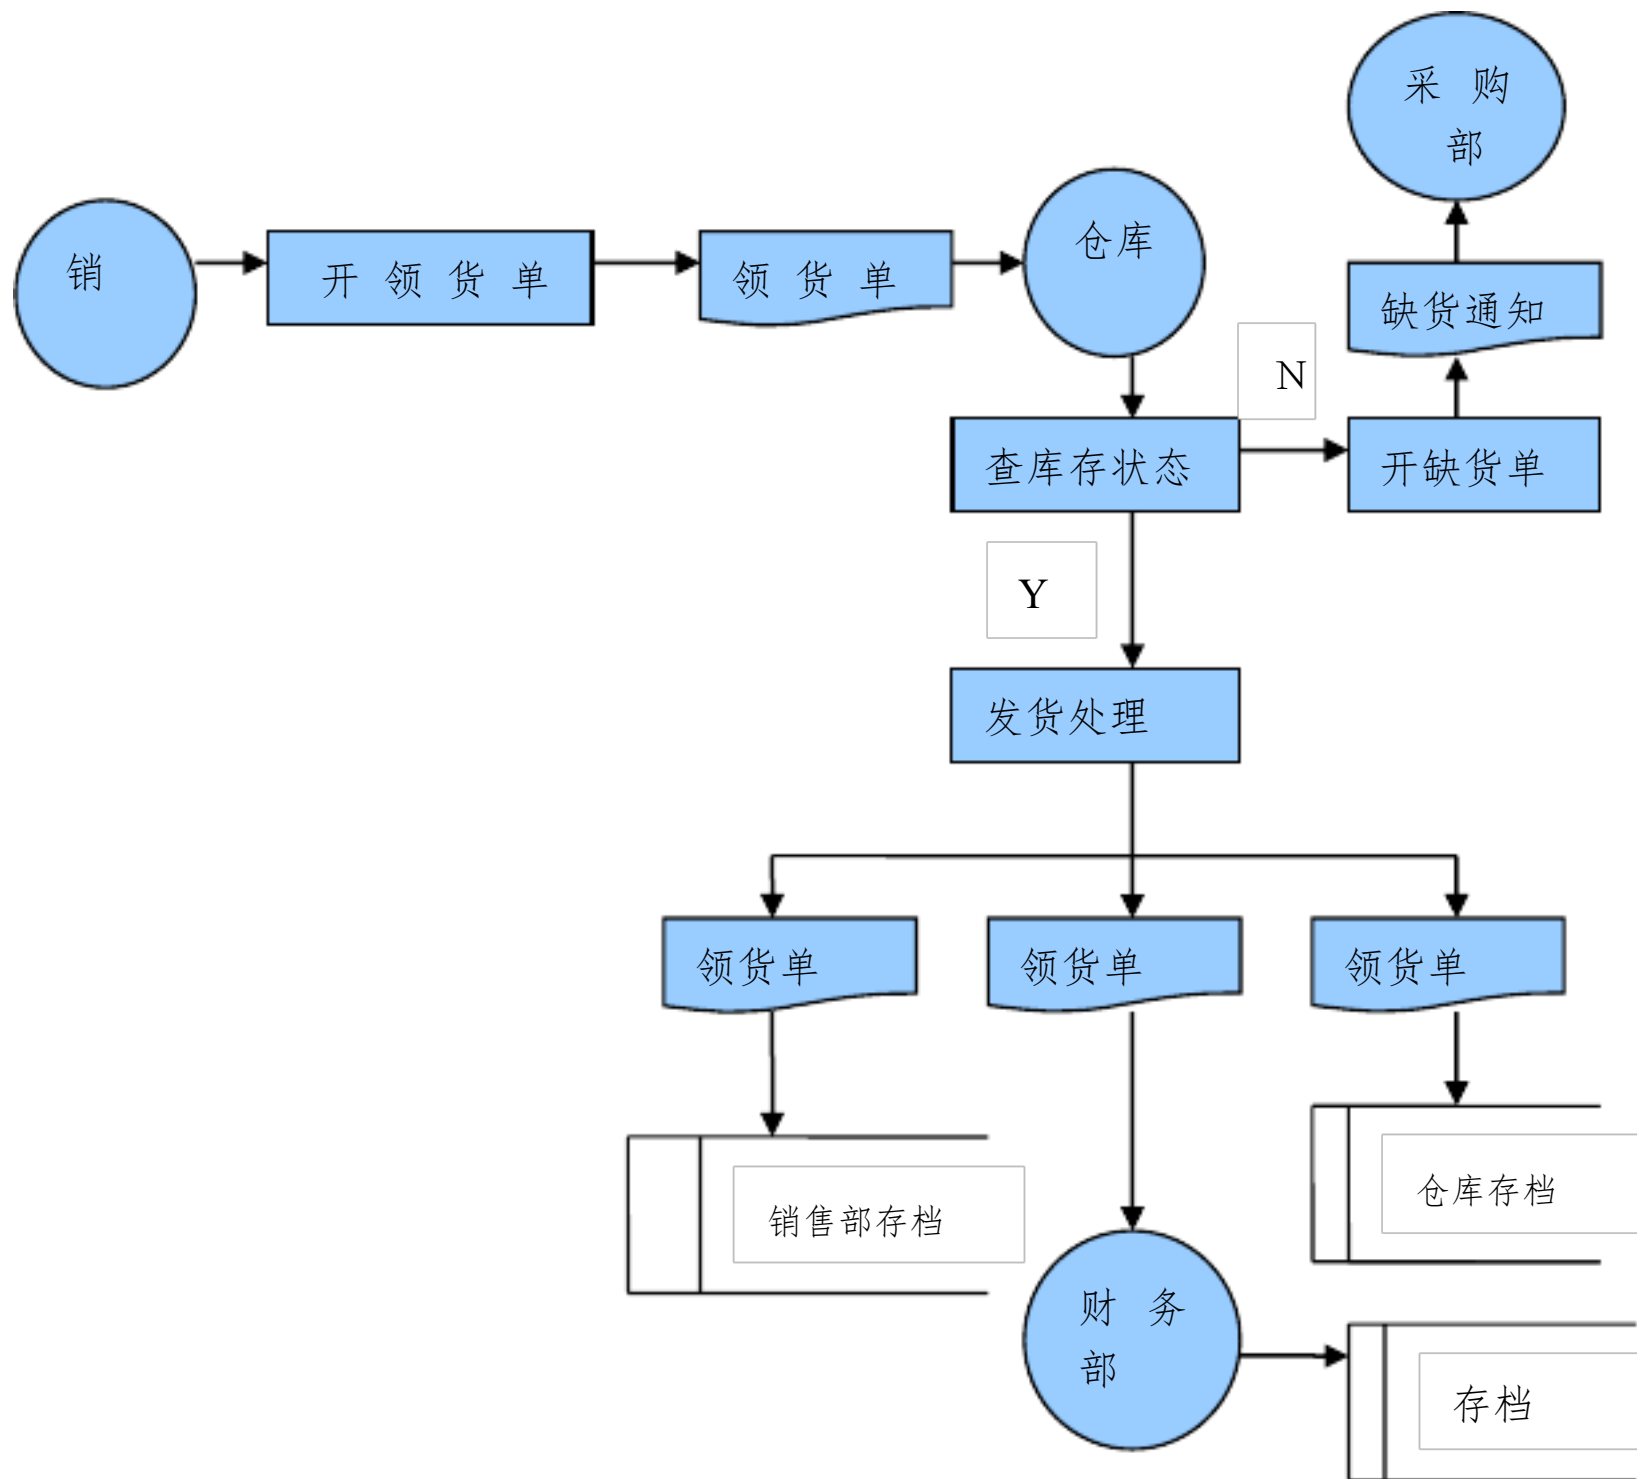 采 购
部
销
开 领 货 单
领 货 单
仓库
缺货通知
N
查库存状态
开缺货单
Y
发货处理
领货单
领货单
领货单
销售部存档
仓库存档
财 务
部
存档